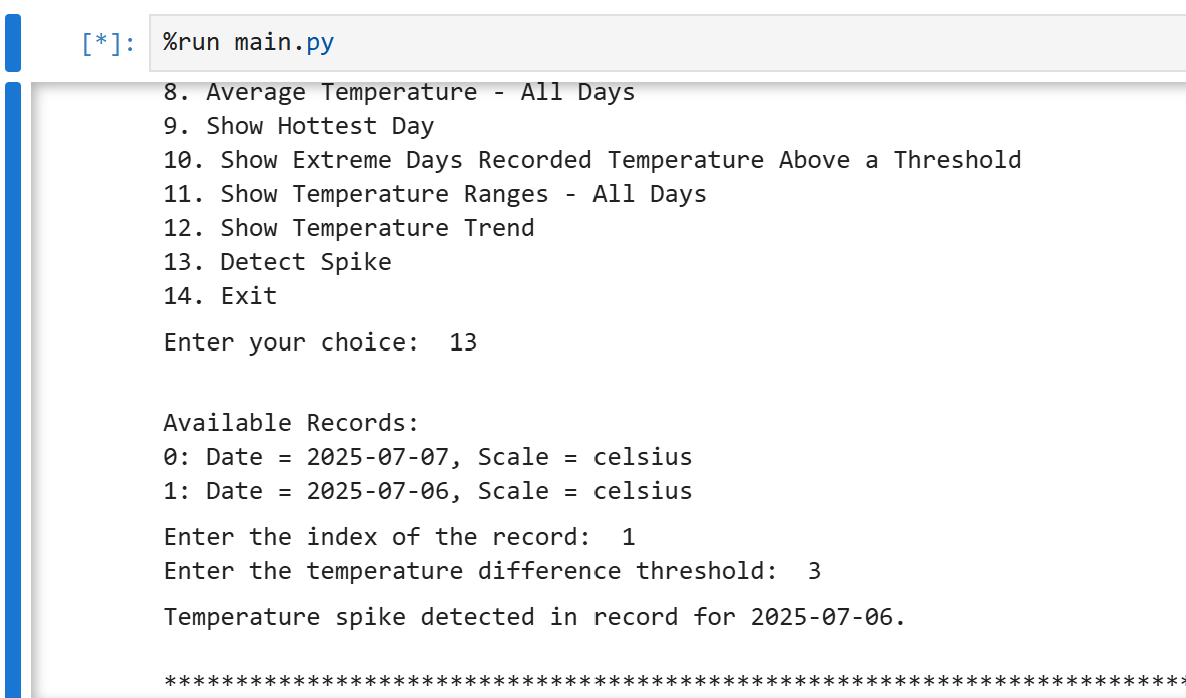 [*]: %run main.py
8. Average Temperature - All Days
9. Show Hottest Day
10. Show Extreme Days Recorded Temperature Above a Threshold
11. Show Temperature Ranges - All Days
12. Show Temperature Trend
13. Detect Spike
14. Exit
Enter your choice:  13
Available Records:
0: Date = 2025-07-07, Scale = celsius
1: Date = 2025-07-06, Scale = celsius
Enter the index of the record:  1
Enter the temperature difference threshold:  3
Temperature spike detected in record for 2025-07-06.
************************************************************************